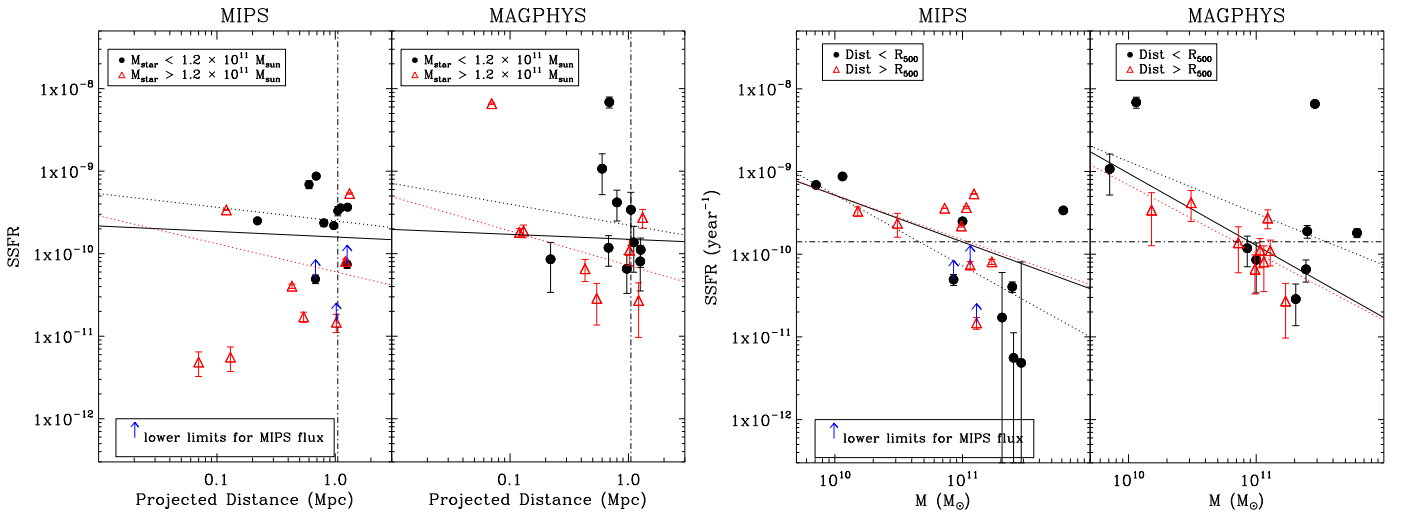 MIPS
MAGPHYS
M_star < 1.2 × 10^11 M_sun
M_star > 1.2 × 10^11 M_sun
M_star < 1.2 × 10^11 M_sun
M_star > 1.2 × 10^11 M_sun
1x10^-8
1x10^-9
1x10^-10
1x10^-11
1x10^-12
SSFR
lower limits for MIPS flux
0.1
1.0
0.1
1.0
Projected Distance (Mpc)
Projected Distance (Mpc)
MIPS
MAGPHYS
Dist < R_500
Dist > R_500
Dist < R_500
Dist > R_500
1x10^-8
1x10^-9
1x10^-10
1x10^-11
1x10^-12
SSFR (year^-1)
lower limits for MIPS flux
10^10
10^11
10^10
10^11
M (M_⊙)
M (M_⊙)